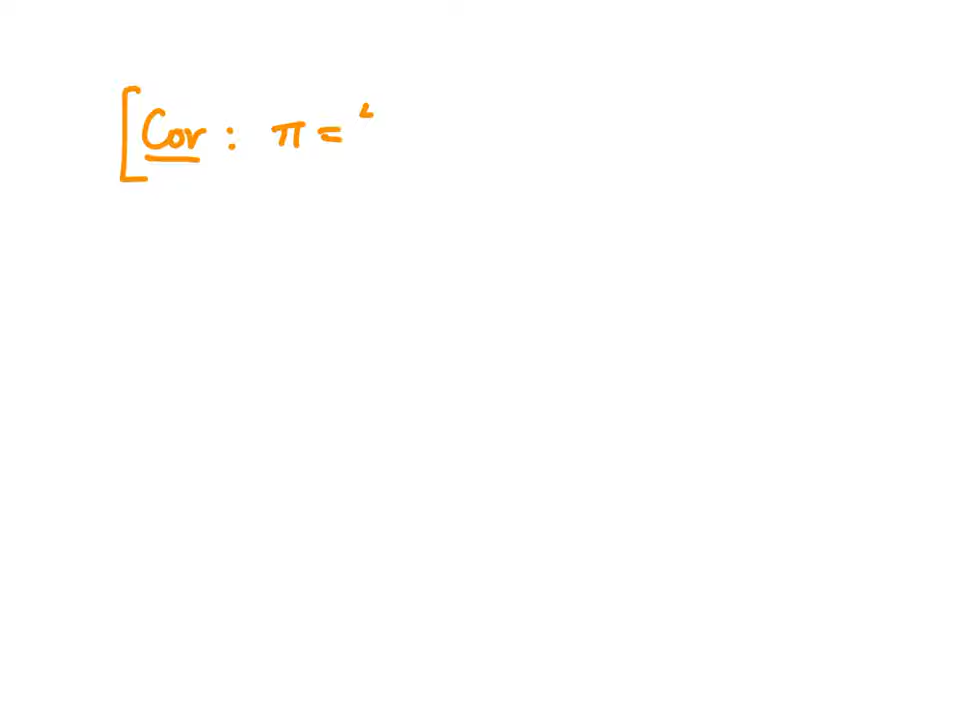 [Cor : π =